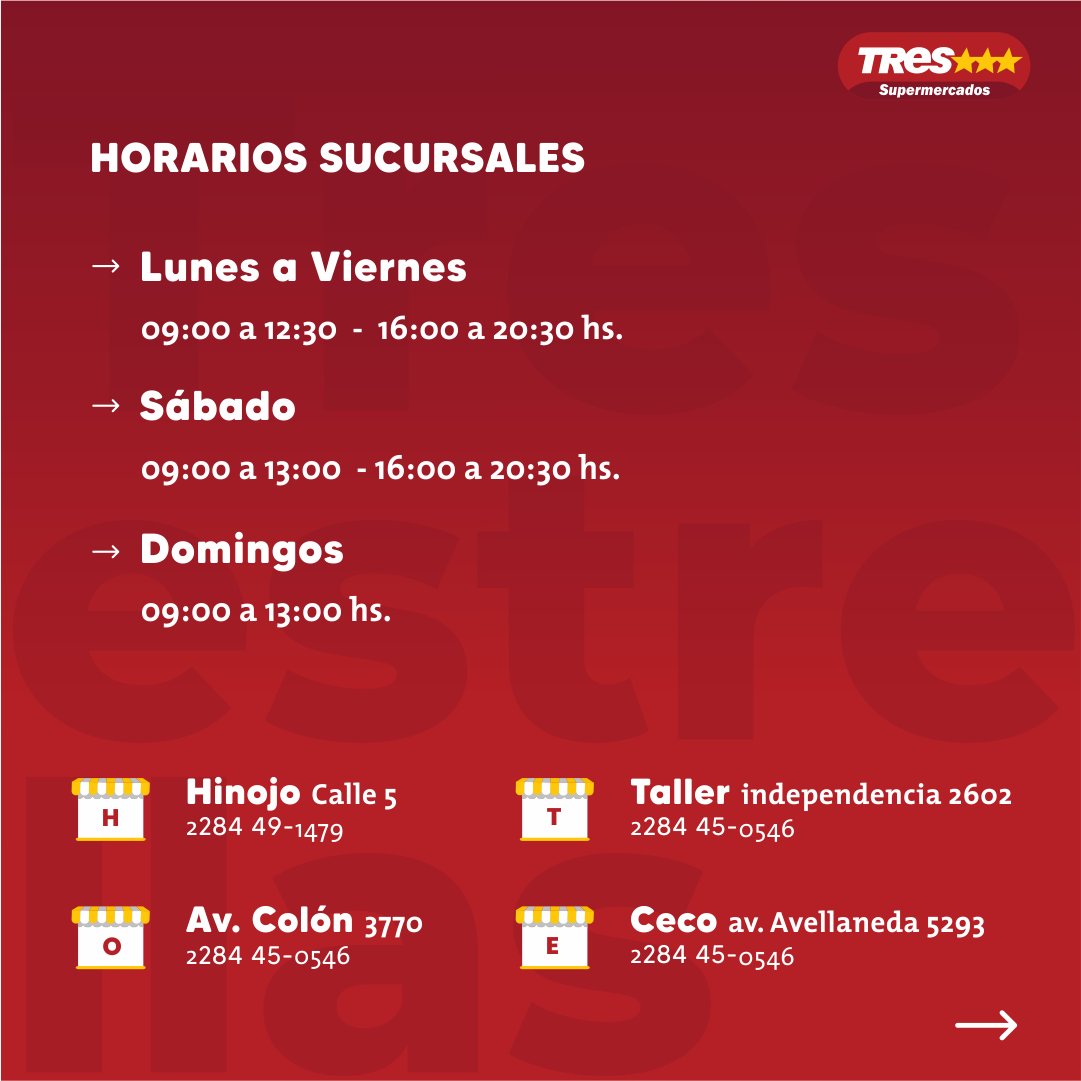 TRES
Supermercados
HORARIOS SUCURSALES
→ Lunes a Viernes
09:00 a 12:30 - 16:00 a 20:30 hs.
→ Sábado
09:00 a 13:00 - 16:00 a 20:30 hs.
→ Domingos
09:00 a 13:00 hs.
Tres
estre
llas
H
Hinojo Calle 5
2284 49-1479
T
Taller independencia 2602
2284 45-0546
O
Av. Colón 3770
2284 45-0546
E
Ceco av. Avellaneda 5293
2284 45-0546